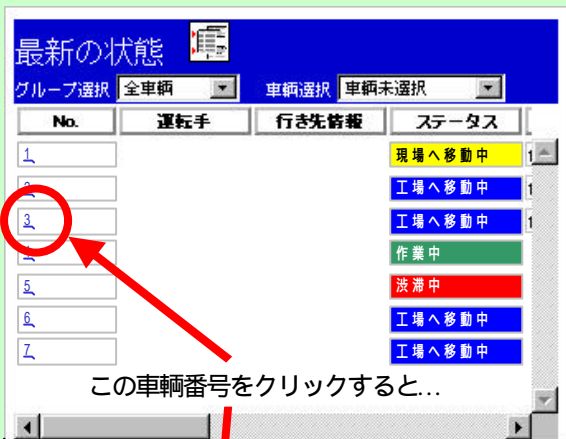 最新の状態
グループ選択 全車輌 車輌選択 車輌未選択
No. 運転手 行き先情報 ステータス
1 現場へ移動中 1
2 工場へ移動中 1
3 工場へ移動中 1
4 作業中
5 渋滞中
6 工場へ移動中
7 工場へ移動中
この車輌番号をクリックすると…